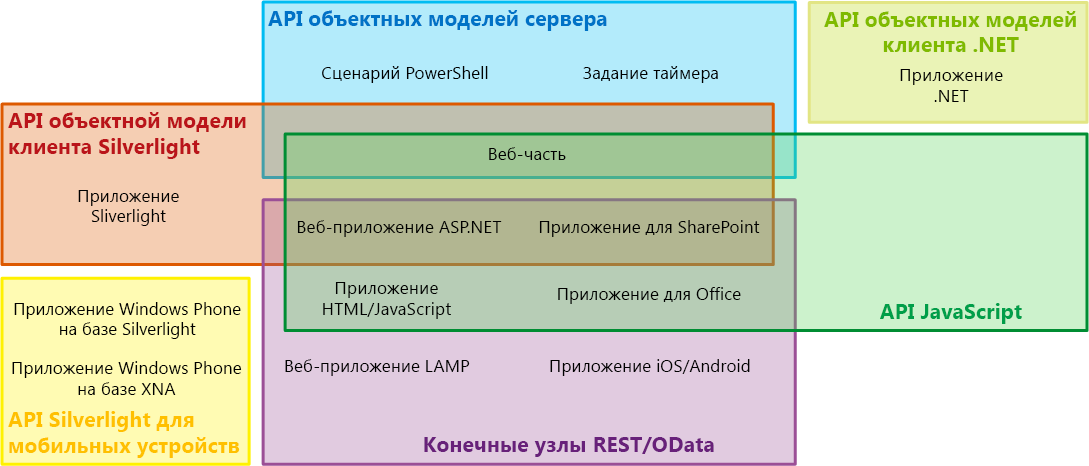 API объектных моделей сервера
API объектных моделей
клиента .NET
Сценарий PowerShell
Задание таймера
Приложение
.NET
API объектной модели
клиента Silverlight
Веб-часть
Приложение
Sliverlight
Веб-приложение ASP.NET
Приложение для SharePoint
Приложение
HTML/JavaScript
Приложение для Office
API JavaScript
Приложение Windows Phone
на базе Silverlight
Приложение Windows Phone
на базе XNA
Веб-приложение LAMP
Приложение iOS/Android
API Silverlight для
мобильных устройств
Конечные узлы REST/OData